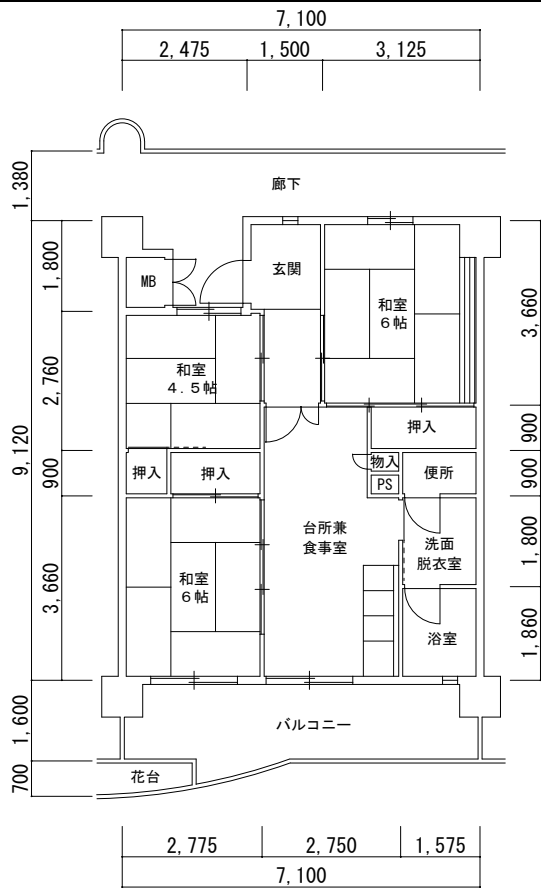 7,100
2,475
1,500
3,125
1,380
廊下
1,800
MB
玄関
和室
6帖
3,660
2,760
和室
4.5帖
9,120
900
押入
900
押入
押入
物入
PS
便所
900
台所兼
食事室
洗面
脱衣室
1,800
3,660
和室
6帖
浴室
1,860
1,600
バルコニー
700
花台
2,775
2,750
1,575
7,100